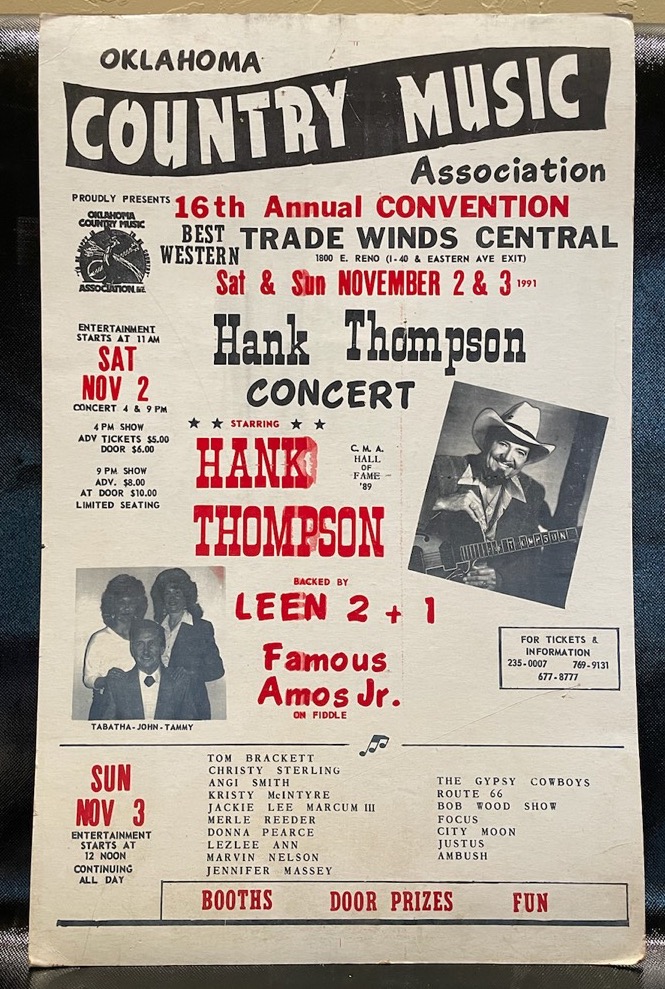 OKLAHOMA
COUNTRY MUSIC
Association
PROUDLY PRESENTS
16th Annual CONVENTION
OKLAHOMA
COUNTRY MUSIC
ASSOCIATION, INC.
BEST
WESTERN
TRADE WINDS CENTRAL
1800 E. RENO (I-40 & EASTERN AVE EXIT)
Sat & Sun NOVEMBER 2 & 3 1991
ENTERTAINMENT
STARTS AT 11 AM
SAT
NOV 2
CONCERT 4 & 9 PM
4 PM SHOW
ADV TICKETS $5.00
DOOR $6.00
9 PM SHOW
ADV. $8.00
AT DOOR $10.00
LIMITED SEATING
Hank Thompson
CONCERT
★ ★ STARRING ★ ★
HANK
THOMPSON
C. M. A.
HALL
OF
FAME
'89
BACKED BY
LEEN 2 + 1
Famous
Amos Jr.
ON FIDDLE
TABATHA - JOHN - TAMMY
FOR TICKETS &
INFORMATION
235-0007 769-9131
677-8777
SUN
NOV 3
ENTERTAINMENT
STARTS AT
12 NOON
CONTINUING
ALL DAY
TOM BRACKETT
CHRISTY STERLING
ANGI SMITH
KRISTY McINTYRE
JACKIE LEE MARCUM III
MERLE REEDER
DONNA PEARCE
LEZLEE ANN
MARVIN NELSON
JENNIFER MASSEY
THE GYPSY COWBOYS
ROUTE 66
BOB WOOD SHOW
FOCUS
CITY MOON
JUSTUS
AMBUSH
BOOTHS DOOR PRIZES FUN